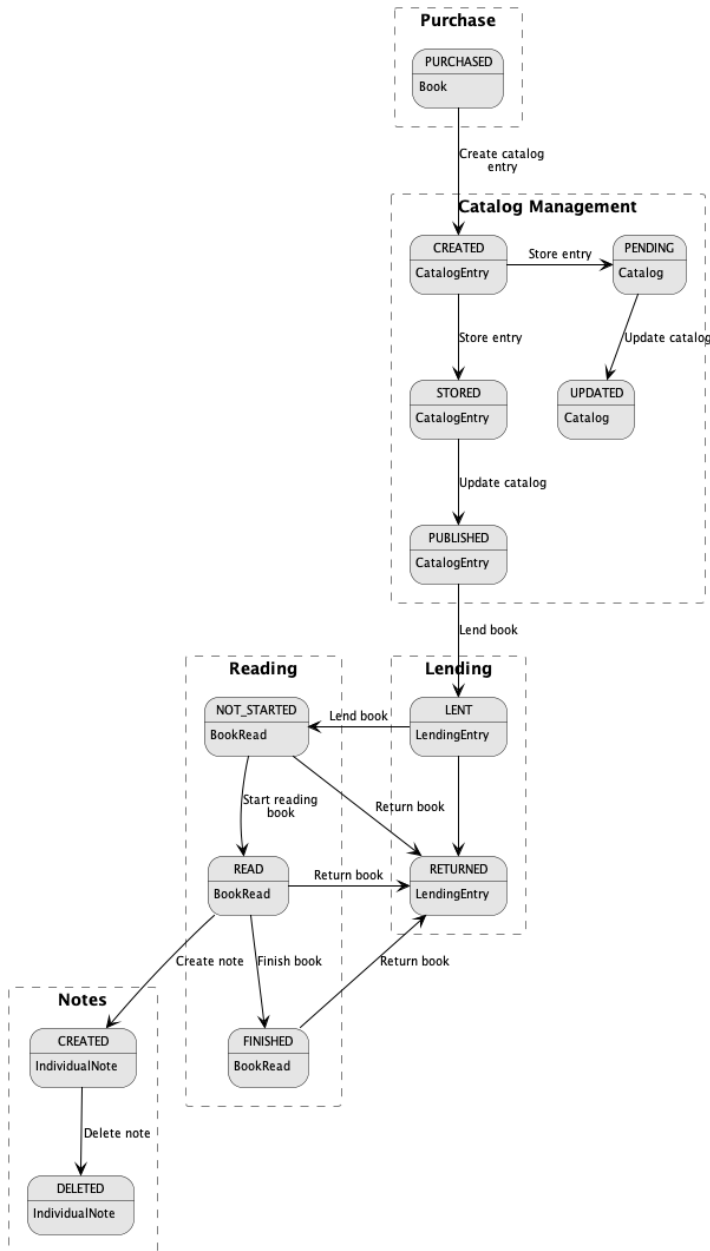 Purchase
PURCHASED
Book
Create catalog
entry
Catalog Management
CREATED
CatalogEntry
Store entry
PENDING
Catalog
Store entry
Update catalog
STORED
CatalogEntry
UPDATED
Catalog
Update catalog
PUBLISHED
CatalogEntry
Lend book
Reading
Lending
NOT_STARTED
BookRead
Lend book
LENT
LendingEntry
Start reading
book
Return book
READ
BookRead
Return book
RETURNED
LendingEntry
Create note
Finish book
Return book
Notes
CREATED
IndividualNote
FINISHED
BookRead
Delete note
DELETED
IndividualNote